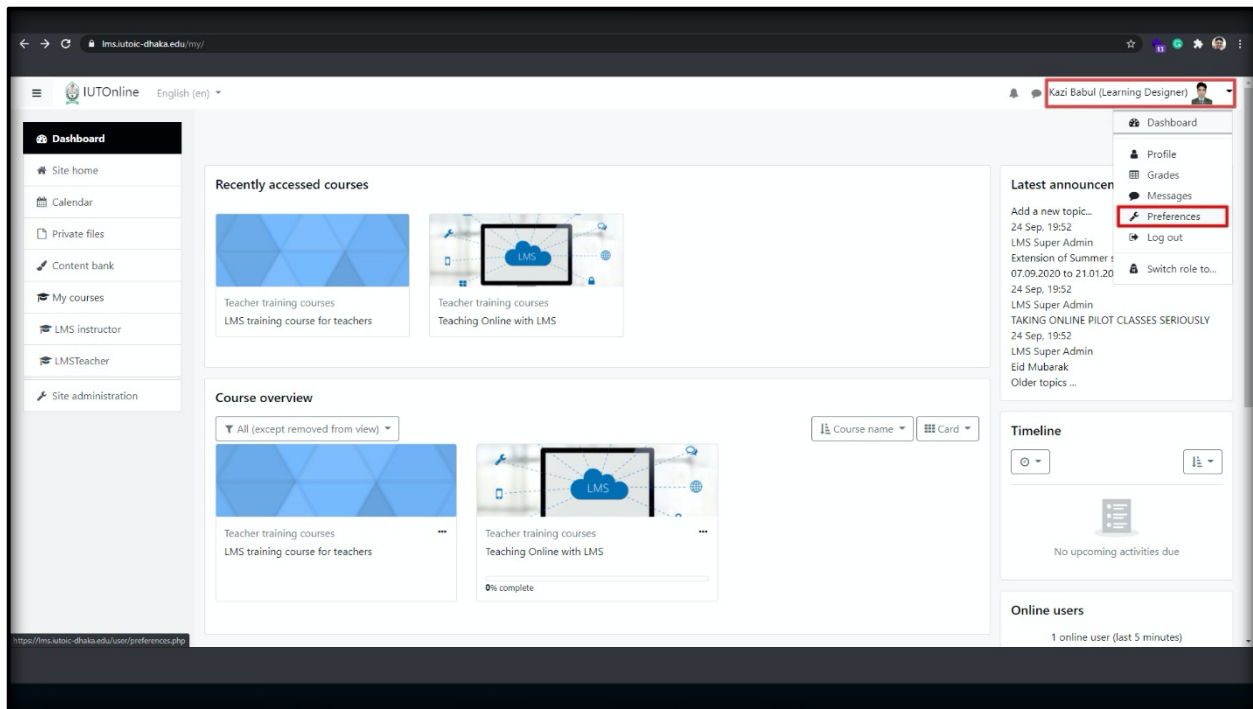 lms.iutoic-dhaka.edu/my/
13
IUTOnline
English (en)
Kazi Babul (Learning Designer)
Dashboard
Site home
Calendar
Private files
Content bank
My courses
LMS instructor
LMSTeacher
Site administration
Recently accessed courses
LMS
Teacher training courses
LMS training course for teachers
Teacher training courses
Teaching Online with LMS
Course overview
All (except removed from view)
Course name
Card
LMS
Teacher training courses
LMS training course for teachers
Teacher training courses
Teaching Online with LMS
0% complete
Dashboard
Profile
Grades
Messages
Preferences
Log out
Switch role to...
Latest announcen
Add a new topic...
24 Sep, 19:52
LMS Super Admin
Extension of Summer s
07.09.2020 to 21.01.20
24 Sep, 19:52
LMS Super Admin
TAKING ONLINE PILOT CLASSES SERIOUSLY
24 Sep, 19:52
LMS Super Admin
Eid Mubarak
Older topics ...
Timeline
No upcoming activities due
Online users
1 online user (last 5 minutes)
https://lms.iutoic-dhaka.edu/user/preferences.php